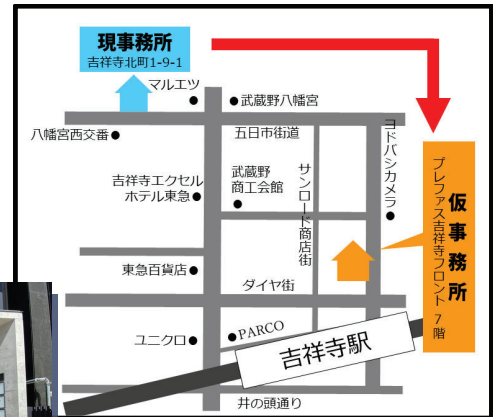 現事務所
吉祥寺北町1-9-1
マルエツ
武蔵野八幡宮
八幡宮西交番
五日市街道
ヨドバシカメラ
吉祥寺エクセル
ホテル東急
武蔵野
商工会館
サンロード商店街
仮事務所
プレファス吉祥寺フロント 7階
東急百貨店
ダイヤ街
ユニクロ
PARCO
吉祥寺駅
井の頭通り